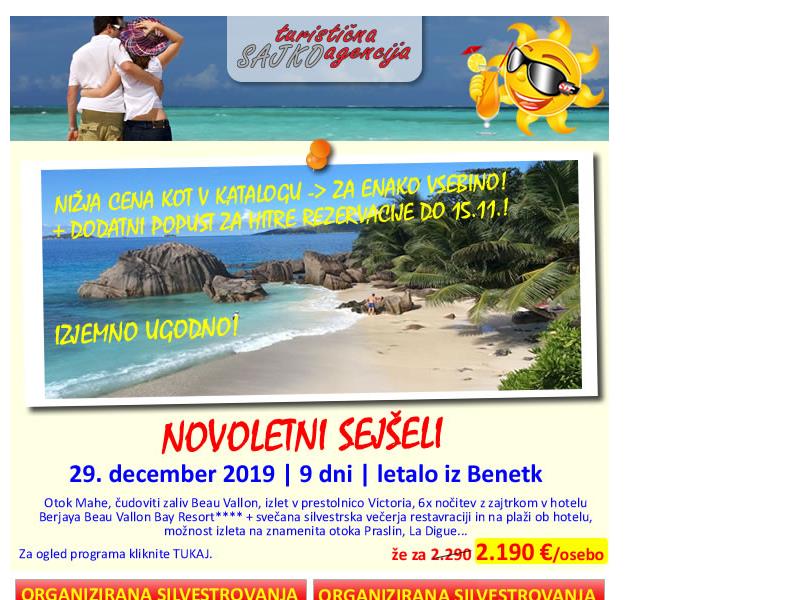 turistična
SAJKO agencija
NIŽJA CENA KOT V KATALOGU -> ZA ENAKO VSEBINO!
+ DODATNI POPUST ZA HITRE REZERVACIJE DO 15.11.!
IZJEMNO UGODNO!
NOVOLETNI SEJŠELI
29. december 2019 | 9 dni | letalo iz Benetk
Otok Mahe, čudoviti zaliv Beau Vallon, izlet v prestolnico Victoria, 6x nočitev z zajtrkom v hotelu
Berjaya Beau Vallon Bay Resort**** + svečana silvestrska večerja restavraciji in na plaži ob hotelu,
možnost izleta na znamenita otoka Praslin, La Digue...
Za ogled programa kliknite TUKAJ.
že za 2.290 2.190 €/osebo
ORGANIZIRANA SILVESTROVANJA
ORGANIZIRANA SILVESTROVANJA